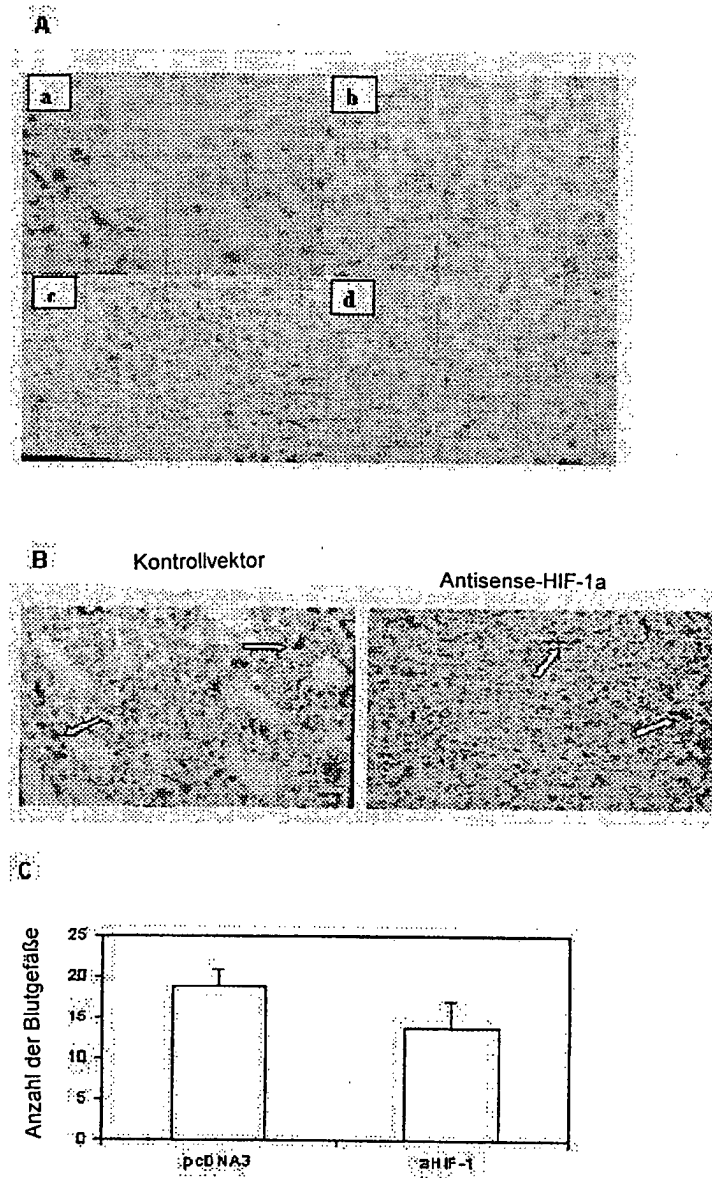 A
a
b
c
d
B
Kontrollvektor
Antisense-HIF-1a
C
Anzahl der Blutgefäße
25
20
15
10
5
0
pcDNA3
aHIF-1